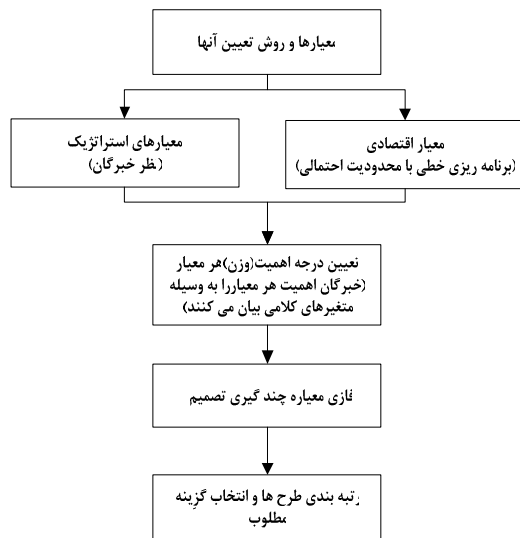 معیارها و روش تعیین آنها
معیار اقتصادی
(برنامه ریزی خطی با محدودیت احتمالی)
معیارهای استراتژیک
(نظر خبرگان)
تعیین درجه اهمیت(وزن)هر معیار
(خبرگان اهمیت هر معیاررا به وسیله
متغیرهای کلامی بیان می کنند)
فازی معیاره چند گیری تصمیم
رتبه بندی طرح ها و انتخاب گزینه
مطلوب